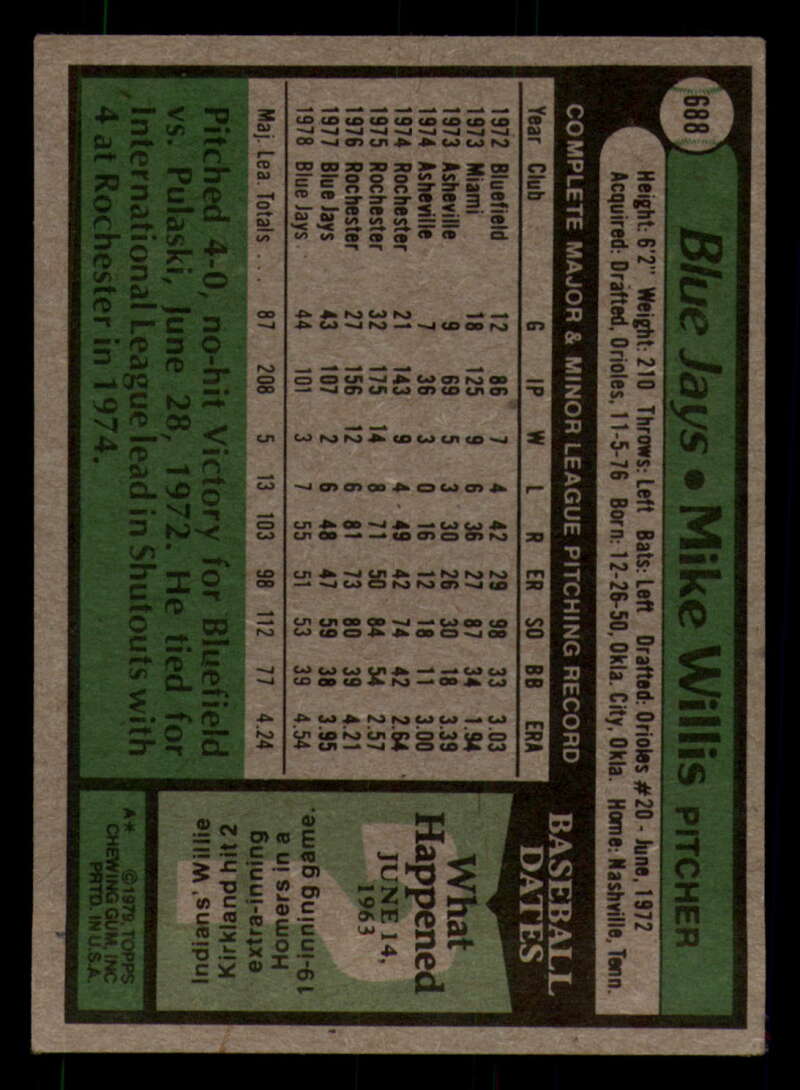 688
Blue Jays • Mike Willis PITCHER
Height: 6'2" Weight: 210 Throws: Left Bats: Left Drafted: Orioles #20 - June, 1972
Acquired: Drafted, Orioles, 11-5-76 Born: 12-26-50, Okla. City, Okla. Home: Nashville, Tenn.
COMPLETE MAJOR & MINOR LEAGUE PITCHING RECORD
Year Club G IP W L R ER SO BB ERA
1972 Bluefield 12 86 7 4 42 29 98 33 3.03
1973 Miami 18 125 9 6 36 27 87 34 1.94
1973 Asheville 9 69 5 3 30 26 30 18 3.39
1974 Asheville 7 36 3 0 16 12 18 11 3.00
1974 Rochester 21 143 9 4 49 42 74 42 2.64
1975 Rochester 32 175 14 8 71 50 84 54 2.57
1976 Rochester 27 156 12 6 81 73 80 39 4.21
1977 Blue Jays 43 107 2 6 48 47 59 38 3.95
1978 Blue Jays 44 101 3 7 55 51 53 39 4.54
Maj. Lea. Totals . . . 87 208 5 13 103 98 112 77 4.24
Pitched 4-0, no-hit Victory for Bluefield
vs. Pulaski, June 28, 1972. He tied for
International League lead in Shutouts with
4 at Rochester in 1974.
BASEBALL
DATES
What
Happened
JUNE 14,
1963
Indians' Willie
Kirkland hit 2
extra-inning
Homers in a
19-inning game.
A* ©1979 TOPPS
CHEWING GUM, INC
PRTD. IN U.S.A.